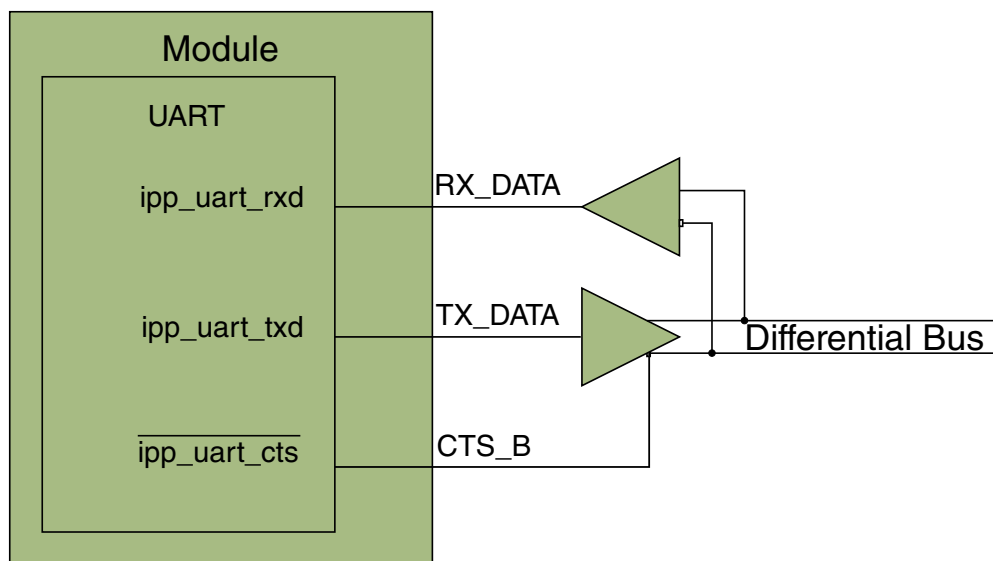 Module
UART
ipp_uart_rxd
RX_DATA
ipp_uart_txd
TX_DATA
Differential Bus
ipp_uart_cts
CTS_B